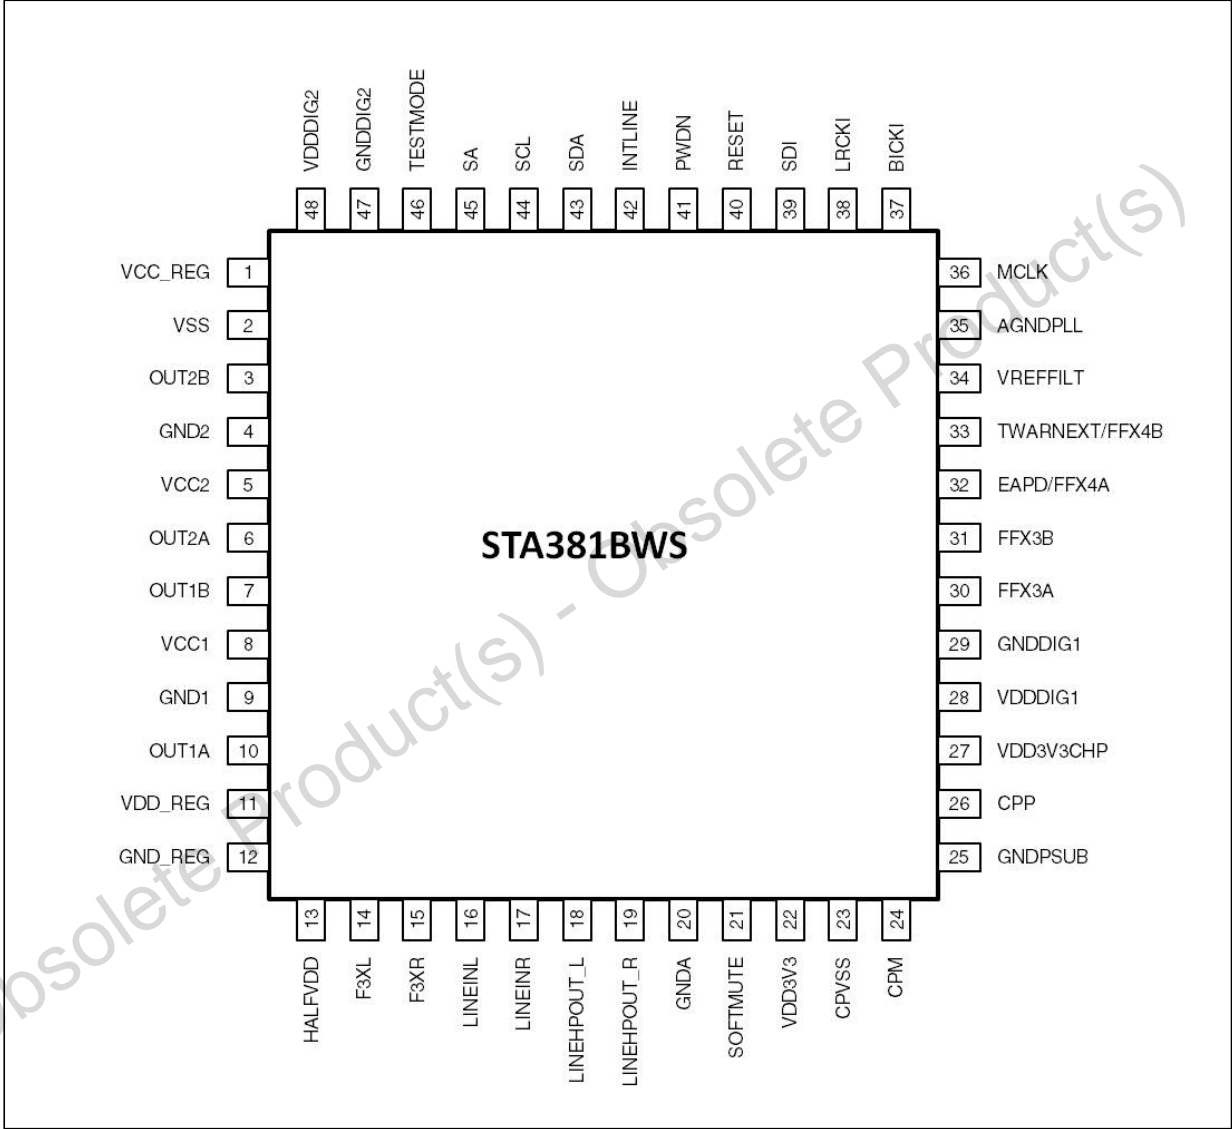 VDDDIG2
GNDDIG2
TESTMODE
SA
SCL
SDA
INTLINE
PWDN
RESET
SDI
LRCKI
BICKI
48
47
46
45
44
43
42
41
40
39
38
37
VCC_REG 1
VSS 2
OUT2B 3
GND2 4
VCC2 5
OUT2A 6
OUT1B 7
VCC1 8
GND1 9
OUT1A 10
VDD_REG 11
GND_REG 12
STA381BWS
36 MCLK
35 AGNDPLL
34 VREFFILT
33 TWARNEXT/FFX4B
32 EAPD/FFX4A
31 FFX3B
30 FFX3A
29 GNDDIG1
28 VDDDIG1
27 VDD3V3CHP
26 CPP
25 GNDPSUB
13
14
15
16
17
18
19
20
21
22
23
24
HALFVDD
F3XL
F3XR
LINEINL
LINEINR
LINEHPOUT_L
LINEHPOUT_R
GNDA
SOFTMUTE
VDD3V3
CPVSS
CPM
Obsolete Product(s) - Obsolete Product(s)